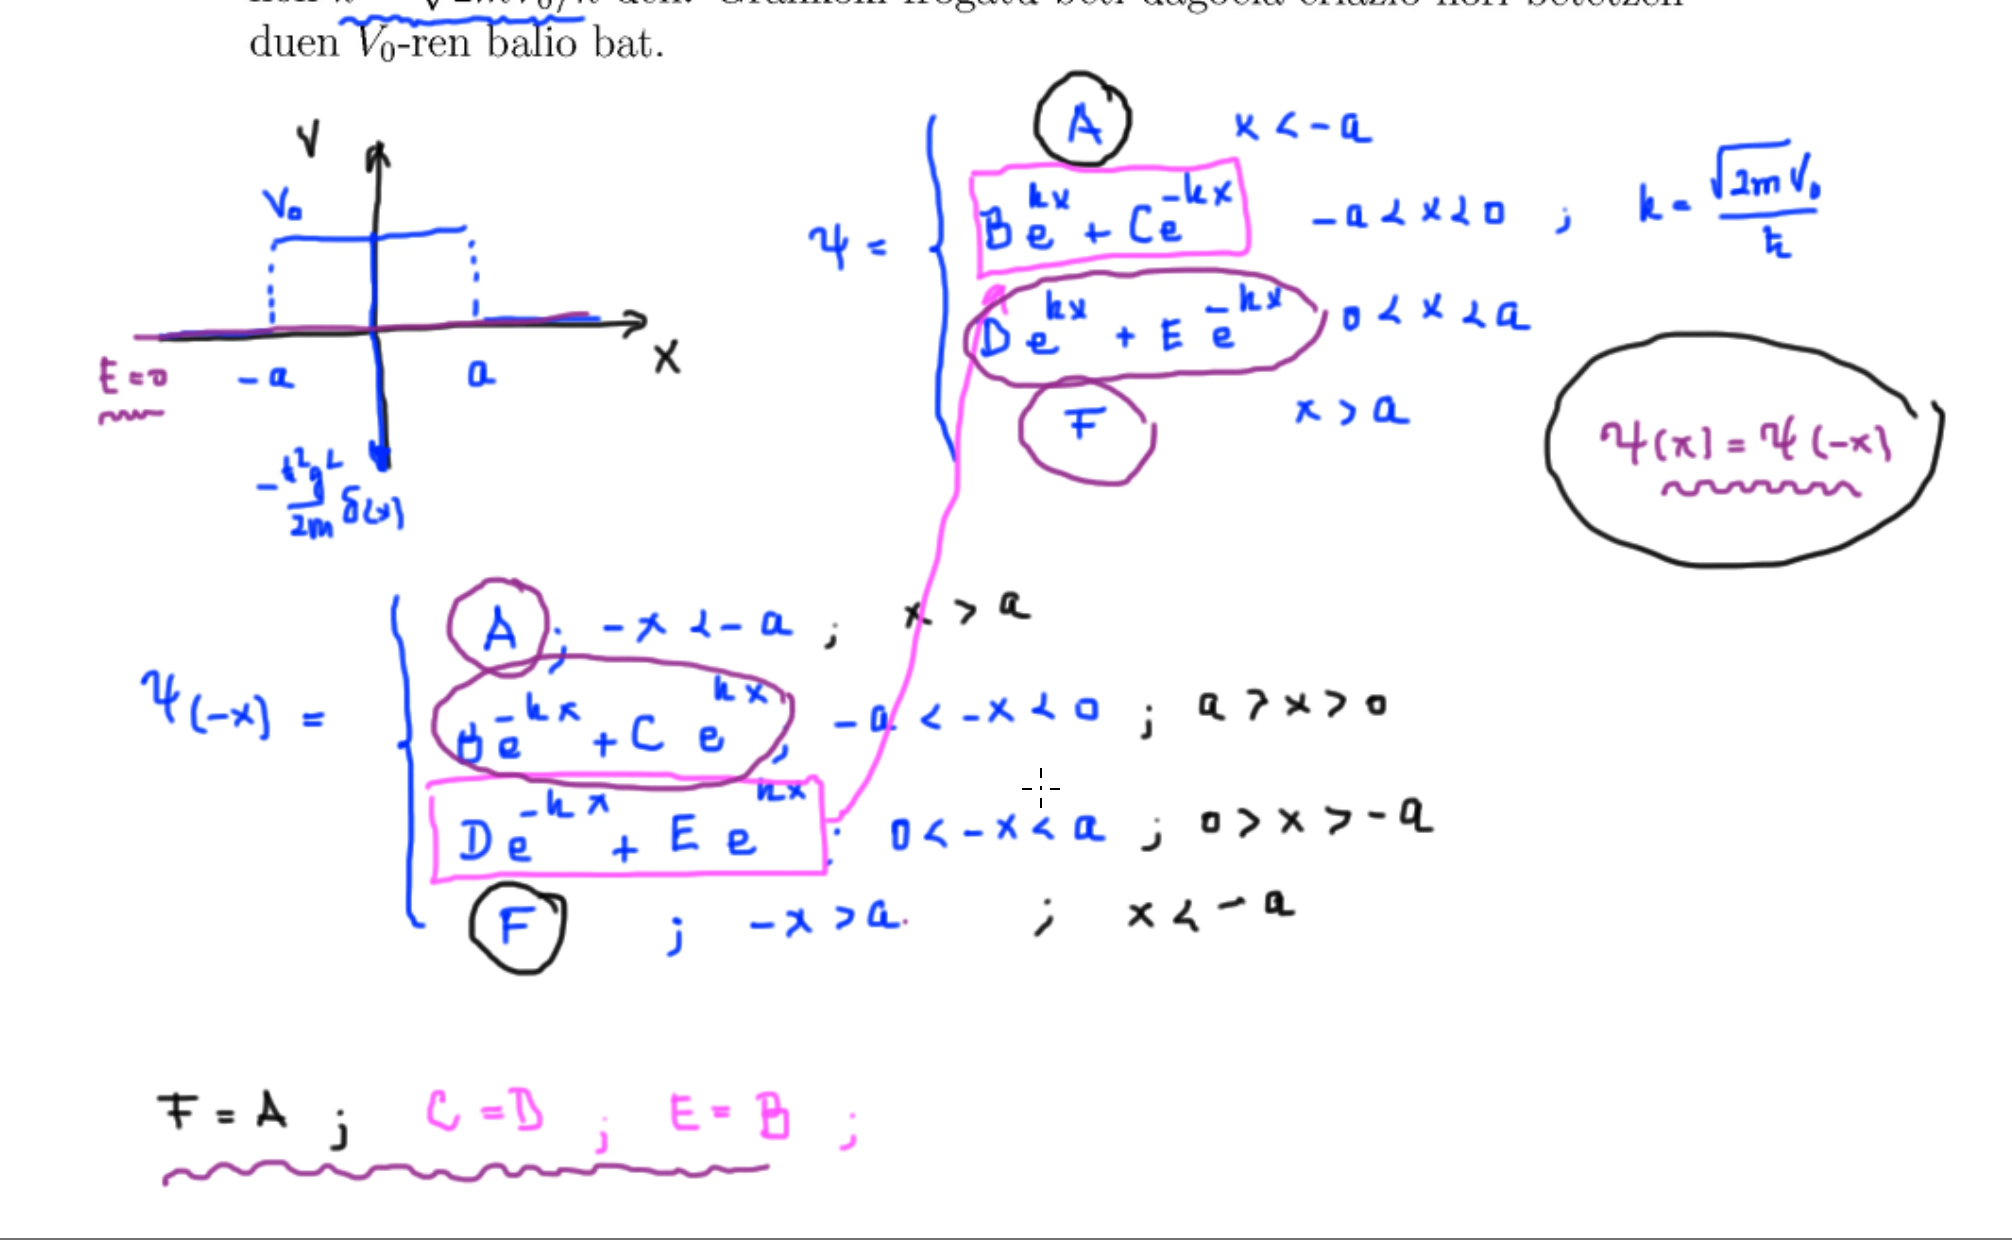 duen V₀-ren balio bat.
V
V₀
E=0
-a
a
x
-ħ²g²/2m δ(x)
ψ =
A x < -a
Be^{kx} + Ce^{-kx} -a < x < 0 ; k = √(2mV₀)/ħ
De^{kx} + Ee^{-kx} 0 < x < a
F x > a
ψ(x) = ψ(-x)
ψ(-x) =
A ; -x < -a ; x > a
Be^{-kx} + Ce^{kx} ; -a < -x < 0 ; a > x > 0
De^{-kx} + Ee^{kx} ; 0 < -x < a ; 0 > x > -a
F ; -x > a. ; x < -a
F = A ; C = D ; E = B ;